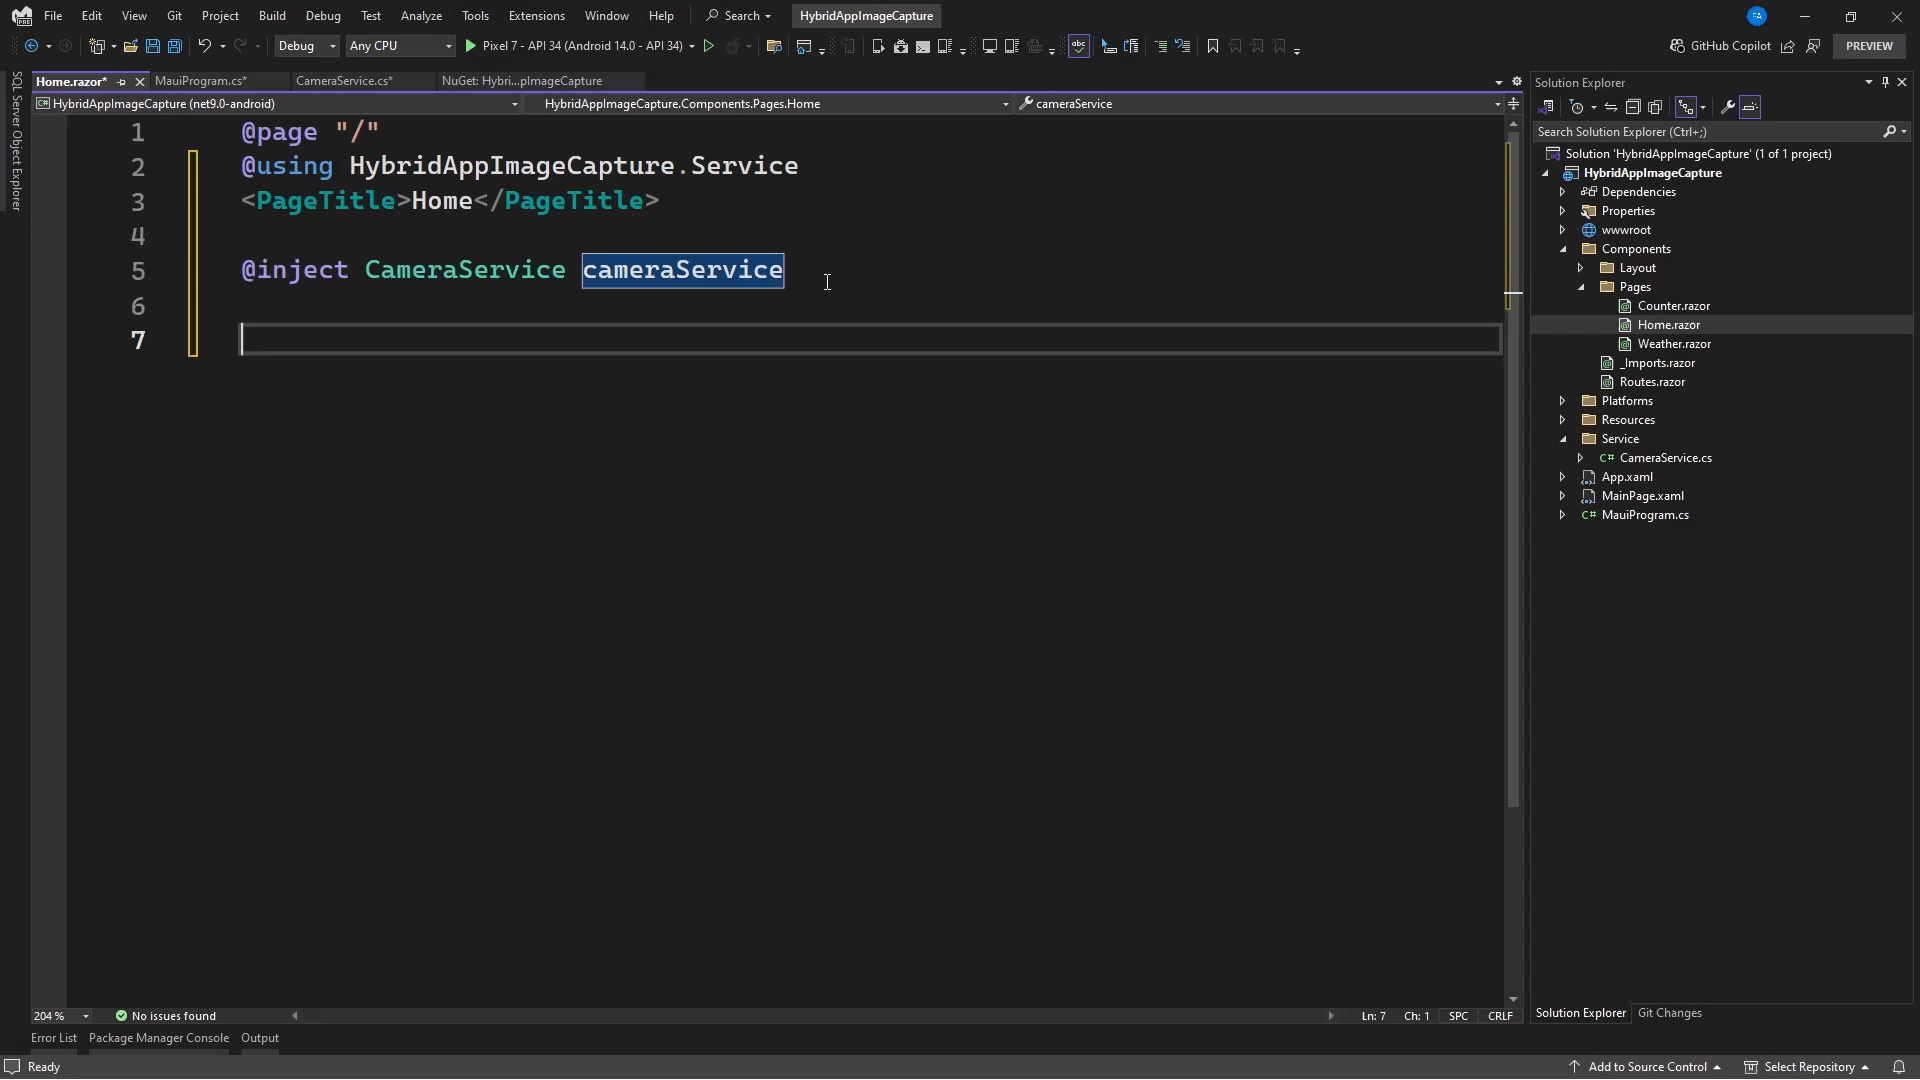 File Edit View Git Project Build Debug Test Analyze Tools Extensions Window Help Search HybridAppImageCapture FA
Debug Any CPU Pixel 7 - API 34 (Android 14.0 - API 34) abc GitHub Copilot PREVIEW
SQL Server Object Explorer
Home.razor* MauiProgram.cs* CameraService.cs* NuGet: Hybri...pImageCapture
HybridAppImageCapture (net9.0-android) HybridAppImageCapture.Components.Pages.Home cameraService
1 @page "/"
2 @using HybridAppImageCapture.Service
3 <PageTitle>Home</PageTitle>
4
5 @inject CameraService cameraService
6
7
204 % No issues found Ln: 7 Ch: 1 SPC CRLF
Error List Package Manager Console Output
Ready Add to Source Control Select Repository
Solution Explorer
Search Solution Explorer (Ctrl+;)
Solution 'HybridAppImageCapture' (1 of 1 project)
HybridAppImageCapture
Dependencies
Properties
wwwroot
Components
Layout
Pages
Counter.razor
Home.razor
Weather.razor
_Imports.razor
Routes.razor
Platforms
Resources
Service
C# CameraService.cs
App.xaml
MainPage.xaml
C# MauiProgram.cs
Solution Explorer Git Changes